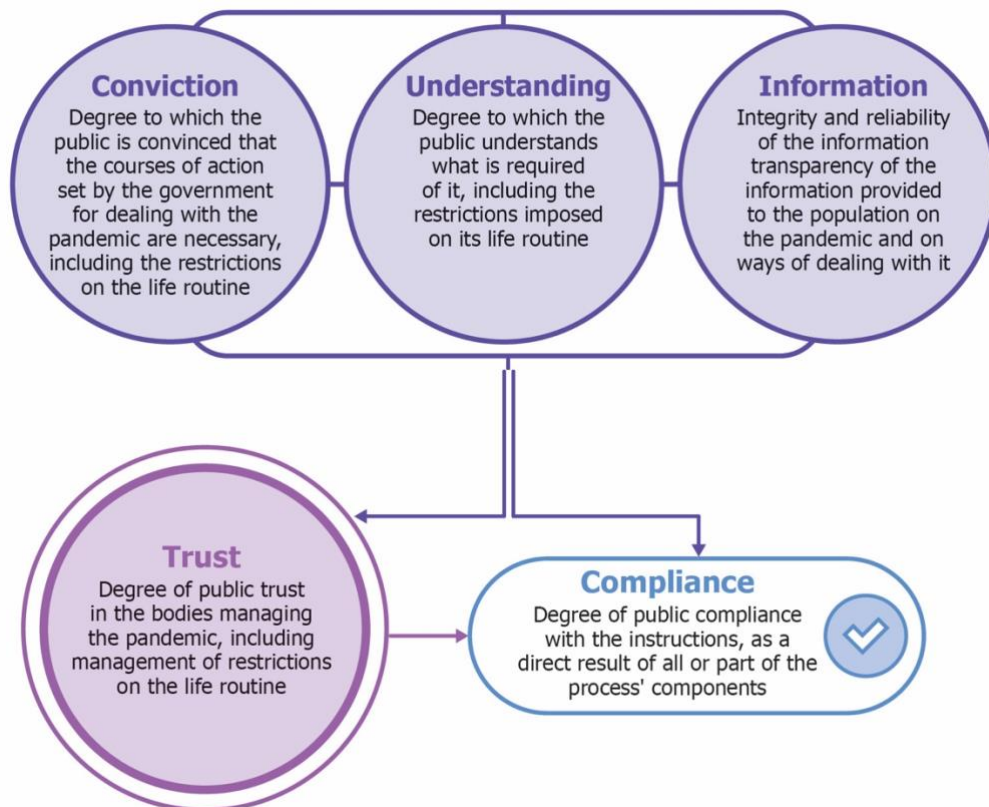 Conviction
Degree to which the
public is convinced that
the courses of action
set by the government
for dealing with the
pandemic are necessary,
including the restrictions
on the life routine
Understanding
Degree to which the
public understands
what is required
of it, including the
restrictions imposed
on its life routine
Information
Integrity and reliability
of the information
transparency of the
information provided
to the population on
the pandemic and on
ways of dealing with it
Trust
Degree of public trust
in the bodies managing
the pandemic, including
management of restrictions
on the life routine
Compliance
Degree of public compliance
with the instructions, as a
direct result of all or part of the
process' components